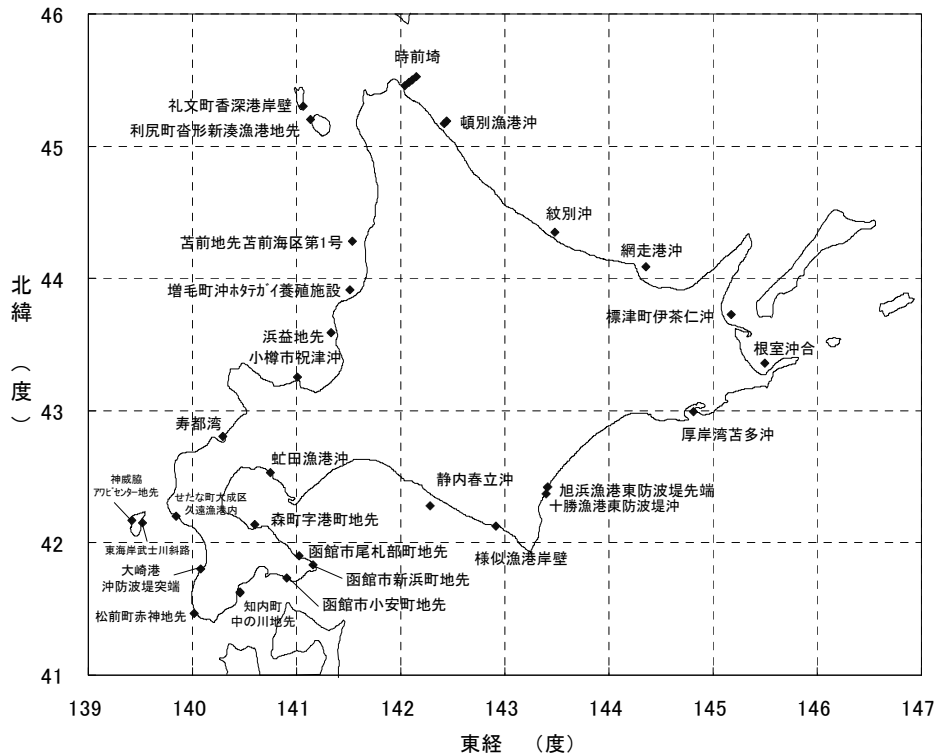 46
時前埼
礼文町香深港岸壁
利尻町沓形新湊漁港地先
頓別漁港沖
45
紋別沖
苫前地先苫前海区第1号
網走港沖
44
増毛町沖ホタテガイ養殖施設
標津町伊茶仁沖
浜益地先
小樽市祝津沖
根室沖合
43
寿都湾
厚岸湾苫多沖
虻田漁港沖
静内春立沖
旭浜漁港東防波堤先端
十勝漁港東防波堤沖
神威脇
アワビセンター地先
せたな町大成区
久遠漁港内
森町字港町地先
42
東海岸武士川斜路
函館市尾札部町地先
様似漁港岸壁
大崎港
沖防波堤突端
函館市新浜町地先
函館市小安町地先
松前町赤神地先
知内町
中の川地先
41
北緯 (度)
139 140 141 142 143 144 145 146 147
東経 (度)